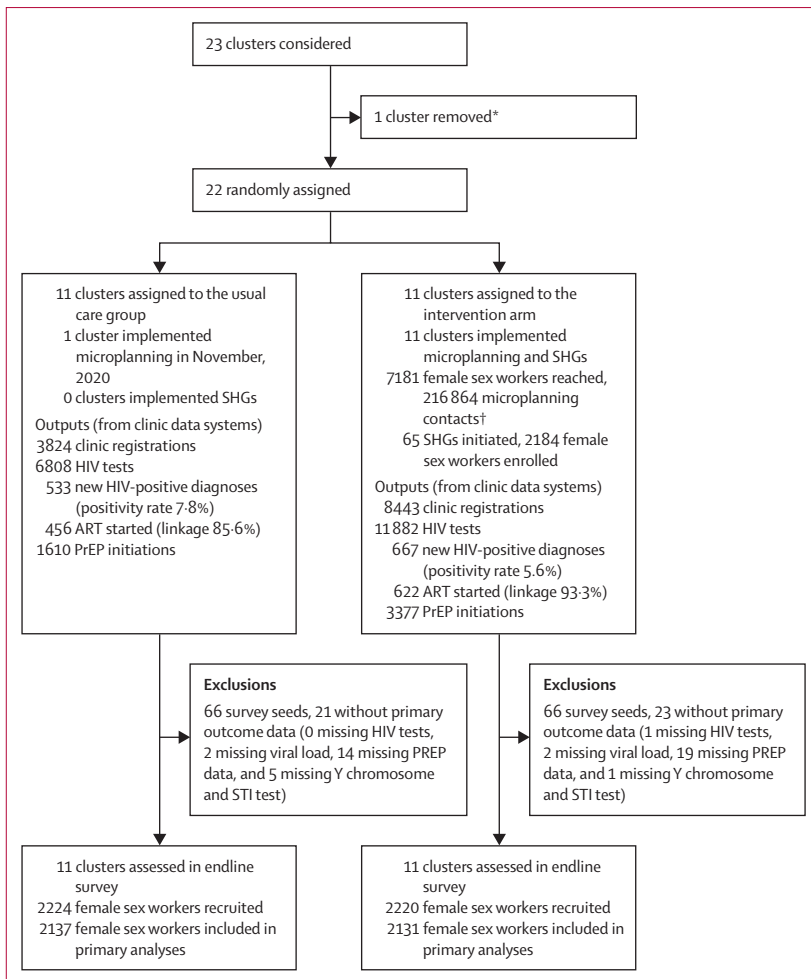 23 clusters considered
1 cluster removed*
22 randomly assigned
11 clusters assigned to the usual
care group
1 cluster implemented
microplanning in November,
2020
0 clusters implemented SHGs
Outputs (from clinic data systems)
3824 clinic registrations
6808 HIV tests
533 new HIV-positive diagnoses
(positivity rate 7·8%)
456 ART started (linkage 85·6%)
1610 PrEP initiations
11 clusters assigned to the
intervention arm
11 clusters implemented
microplanning and SHGs
7181 female sex workers reached,
216 864 microplanning
contacts†
65 SHGs initiated, 2184 female
sex workers enrolled
Outputs (from clinic data systems)
8443 clinic registrations
11 882 HIV tests
667 new HIV-positive diagnoses
(positivity rate 5.6%)
622 ART started (linkage 93·3%)
3377 PrEP initiations
Exclusions
66 survey seeds, 21 without primary
outcome data (0 missing HIV tests,
2 missing viral load, 14 missing PREP
data, and 5 missing Y chromosome
and STI test)
Exclusions
66 survey seeds, 23 without primary
outcome data (1 missing HIV tests,
2 missing viral load, 19 missing PREP
data, and 1 missing Y chromosome
and STI test)
11 clusters assessed in endline
survey
2224 female sex workers recruited
2137 female sex workers included in
primary analyses
11 clusters assessed in endline
survey
2220 female sex workers recruited
2131 female sex workers included in
primary analyses